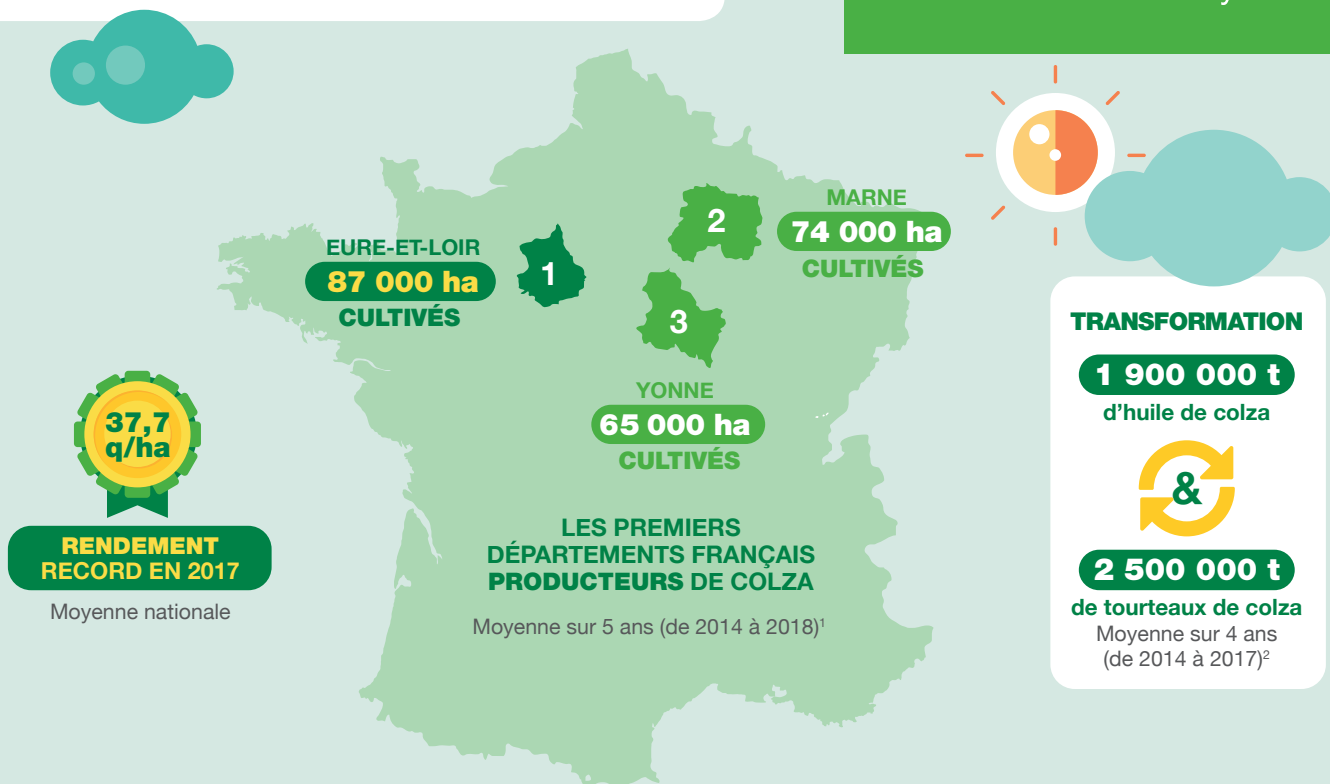 EURE-ET-LOIR
87 000 ha
CULTIVÉS
1
2
MARNE
74 000 ha
CULTIVÉS
3
YONNE
65 000 ha
CULTIVÉS
37,7
q/ha
RENDEMENT
RECORD EN 2017
Moyenne nationale
LES PREMIERS
DÉPARTEMENTS FRANÇAIS
PRODUCTEURS DE COLZA
Moyenne sur 5 ans (de 2014 à 2018)¹
TRANSFORMATION
1 900 000 t
d'huile de colza
&
2 500 000 t
de tourteaux de colza
Moyenne sur 4 ans
(de 2014 à 2017)²